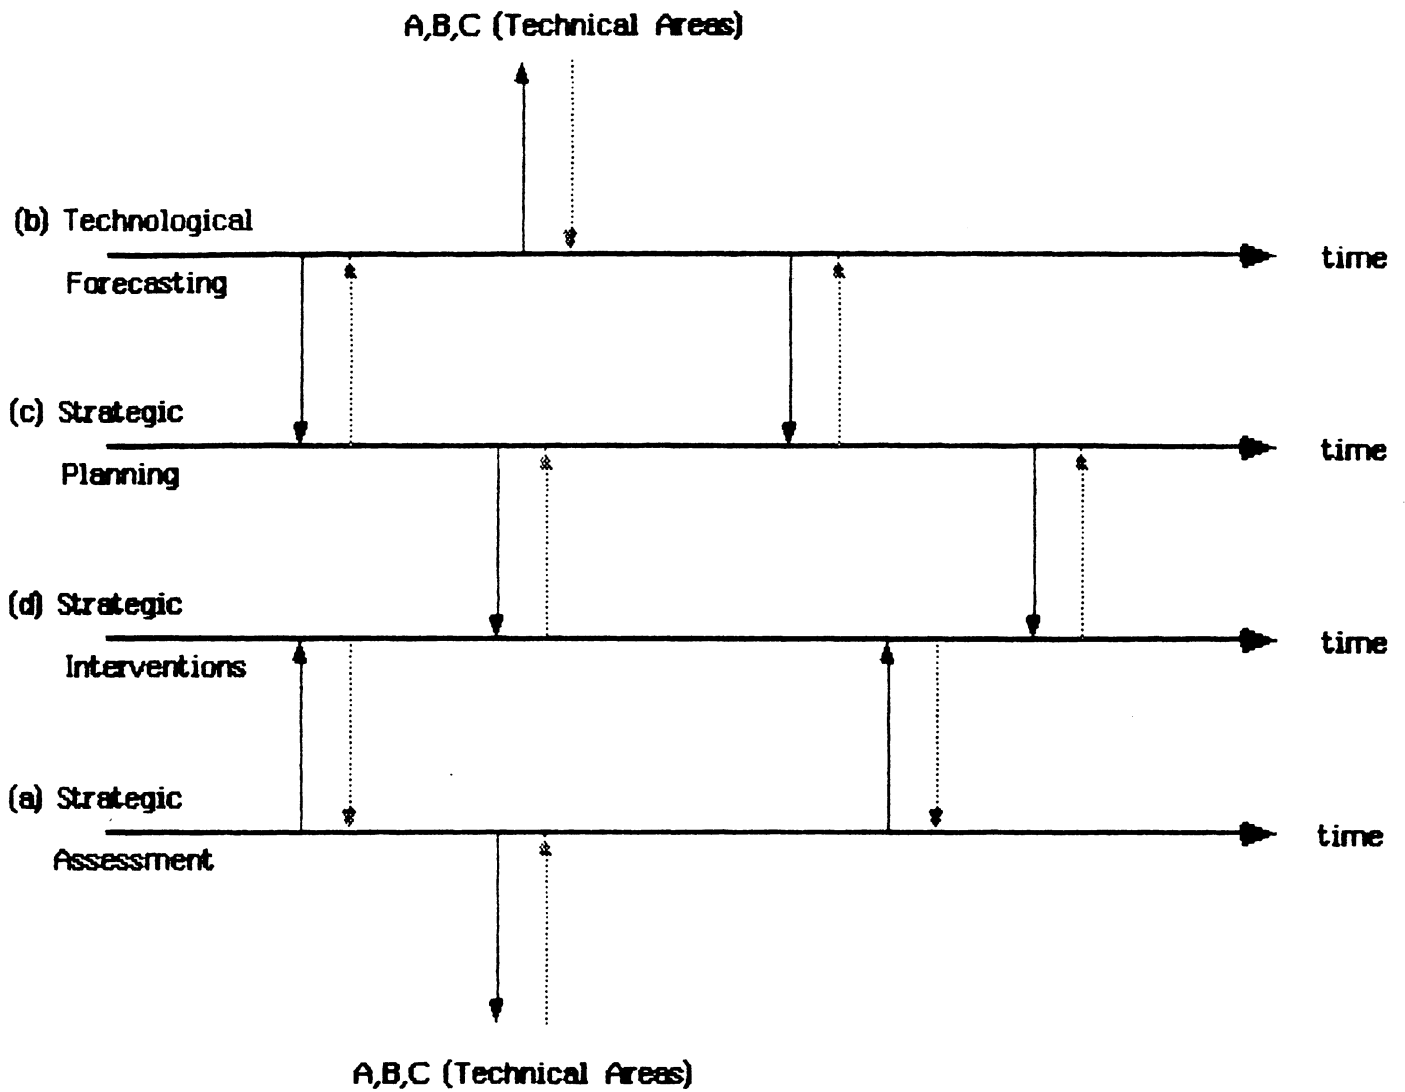 A,B,C (Technical Areas)
(b) Technological
Forecasting
time
(c) Strategic
Planning
time
(d) Strategic
Interventions
time
(a) Strategic
Assessment
time
A,B,C (Technical Areas)